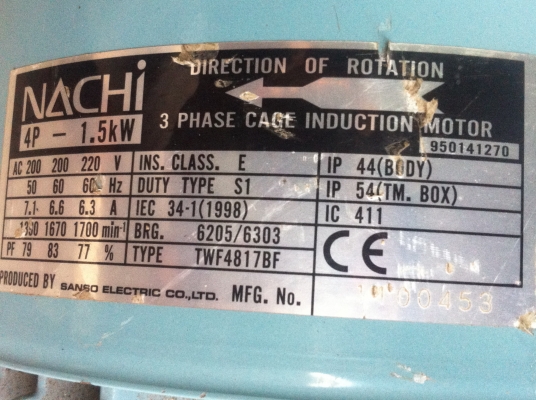 NACHi
DIRECTION OF ROTATION
4P - 1.5kW
3 PHASE CAGE INDUCTION MOTOR
950141270
AC 200 200 220 V
INS. CLASS. E
IP 44(BODY)
50 60 60 Hz
DUTY TYPE S1
IP 54(TM. BOX)
7.1 6.6 6.3 A
IEC 34-1(1998)
IC 411
1670 1700 min-¹
BRG. 6205/6303
PF 79 83 77 %
TYPE TWF4817BF
CE
PRODUCED BY SANSO ELECTRIC CO.,LTD. MFG. No.